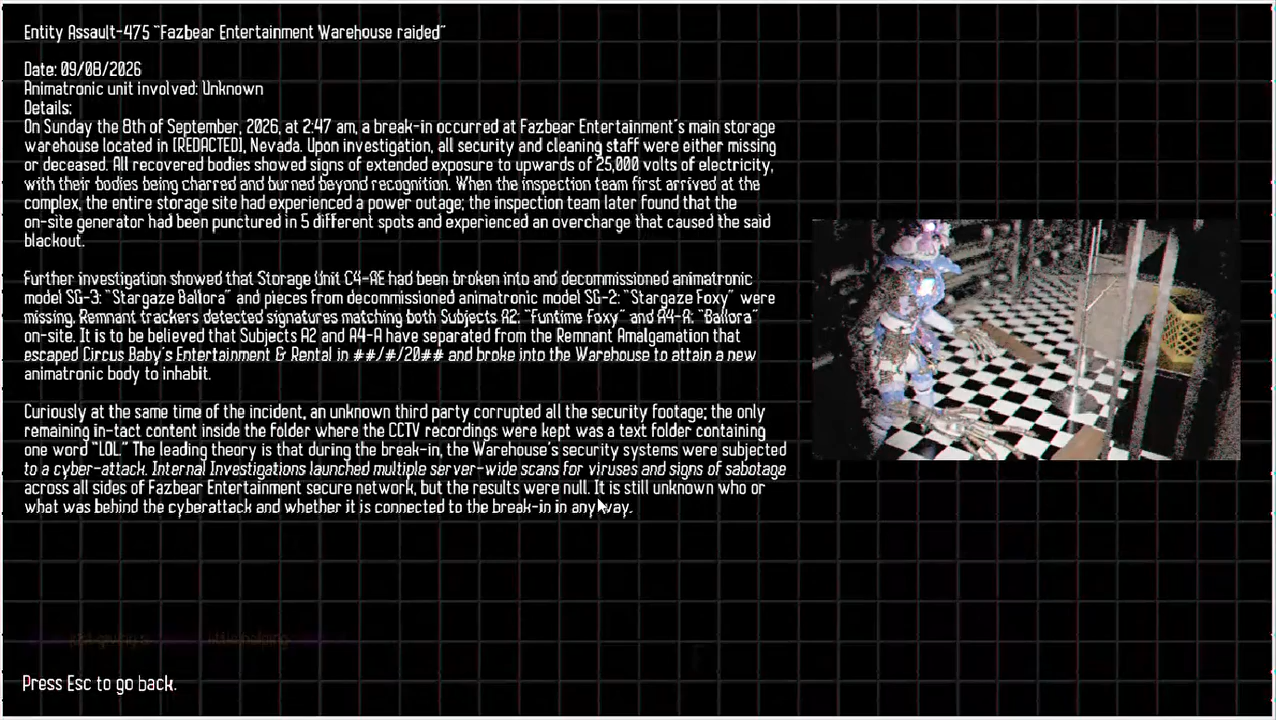 Entity Assault-475 "Fazbear Entertainment Warehouse raided"
Date: 09/08/2026
Animatronic unit involved: Unknown
Details:
On Sunday the 8th of September, 2026, at 2:47 am, a break-in occurred at Fazbear Entertainment's main storage
warehouse located in [REDACTED], Nevada. Upon investigation, all security and cleaning staff were either missing
or deceased. All recovered bodies showed signs of extended exposure to upwards of 25,000 volts of electricity,
with their bodies being charred and burned beyond recognition. When the inspection team first arrived at the
complex, the entire storage site had experienced a power outage; the inspection team later found that the
on-site generator had been punctured in 5 different spots and experienced an overcharge that caused the said
blackout.
Further investigation showed that Storage Unit C4-AE had been broken into and decommissioned animatronic
model SG-3: "Stargaze Ballora" and pieces from decommissioned animatronic model SG-2: "Stargaze Foxy" were
missing. Remnant trackers detected signatures matching both Subjects A2: "Funtime Foxy" and A4-A: "Ballora"
on-site. It is to be believed that Subjects A2 and A4-A have separated from the Remnant Amalgamation that
escaped Circus Baby's Entertainment & Rental in ##/#/20## and broke into the Warehouse to attain a new
animatronic body to inhabit.
Curiously at the same time of the incident, an unknown third party corrupted all the security footage; the only
remaining in-tact content inside the folder where the CCTV recordings were kept was a text folder containing
one word "LOL." The leading theory is that during the break-in, the Warehouse's security systems were subjected
to a cyber-attack. Internal Investigations launched multiple server-wide scans for viruses and signs of sabotage
across all sides of Fazbear Entertainment secure network, but the results were null. It is still unknown who or
what was behind the cyberattack and whether it is connected to the break-in in any way.
little helping
Press Esc to go back.